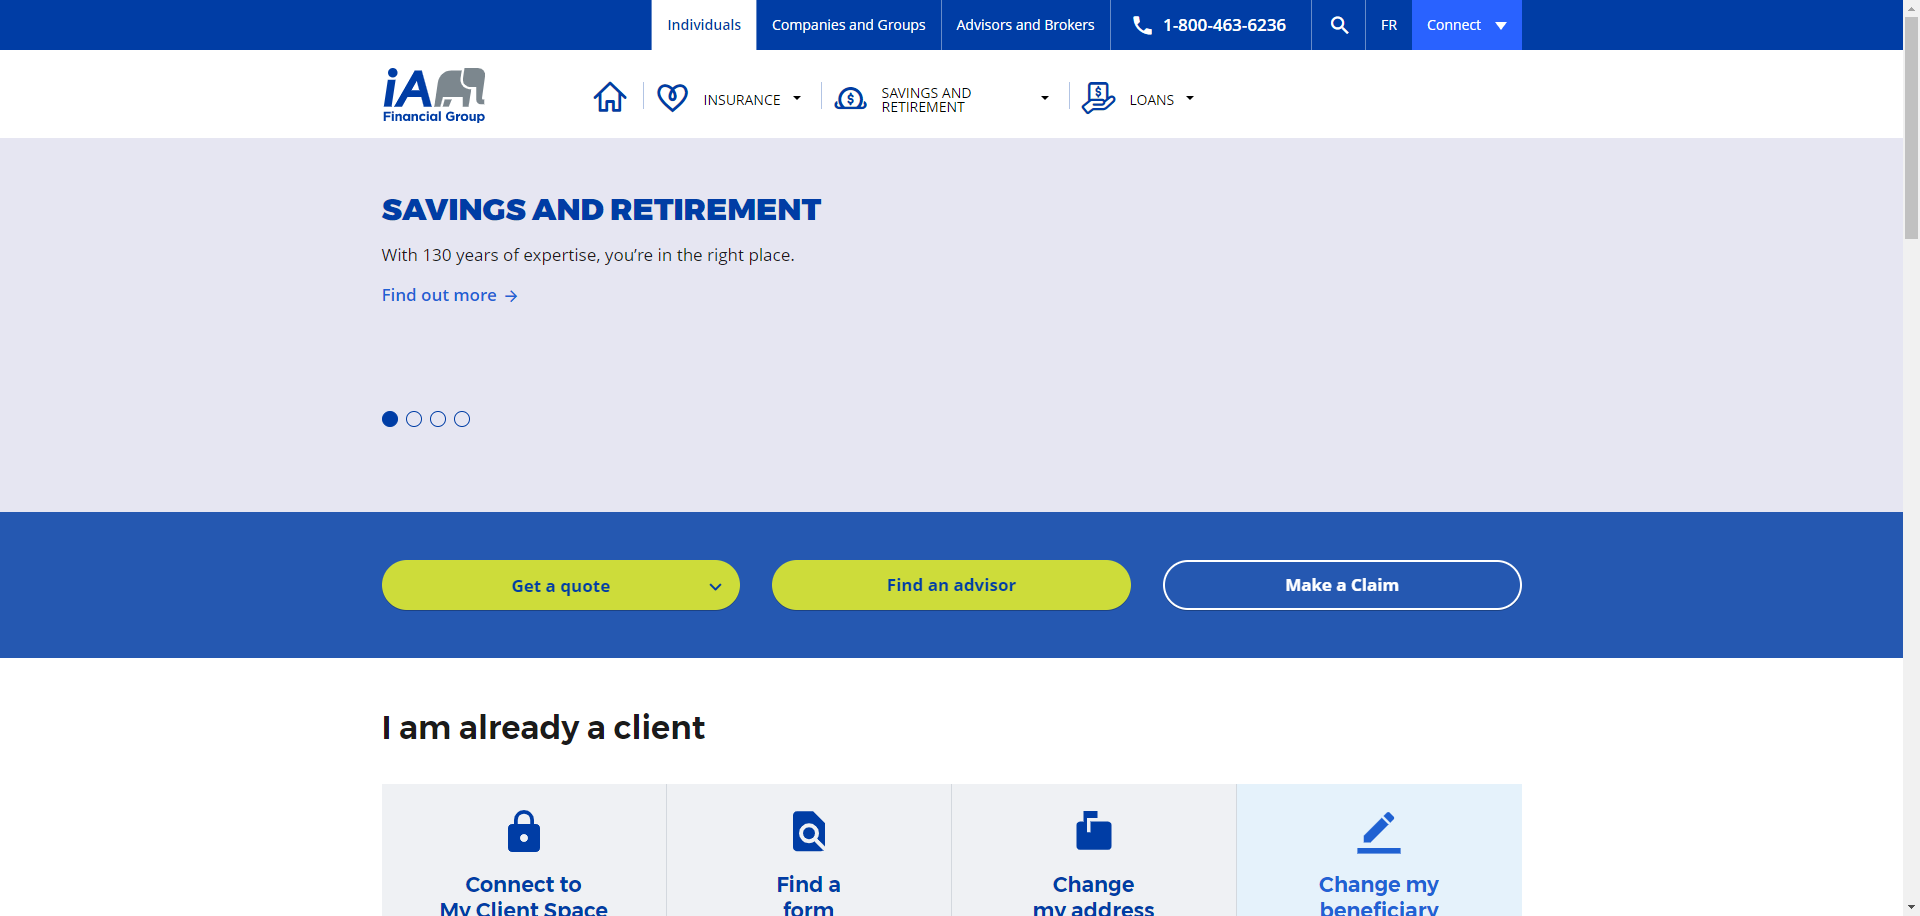 Individuals
Companies and Groups
Advisors and Brokers
1-800-463-6236
FR
Connect
iA
Financial Group
INSURANCE
SAVINGS AND
RETIREMENT
LOANS
SAVINGS AND RETIREMENT
With 130 years of expertise, you’re in the right place.
Find out more
Get a quote
Find an advisor
Make a Claim
I am already a client
Connect to
My Client Space
Find a
form
Change
my address
Change my
beneficiary